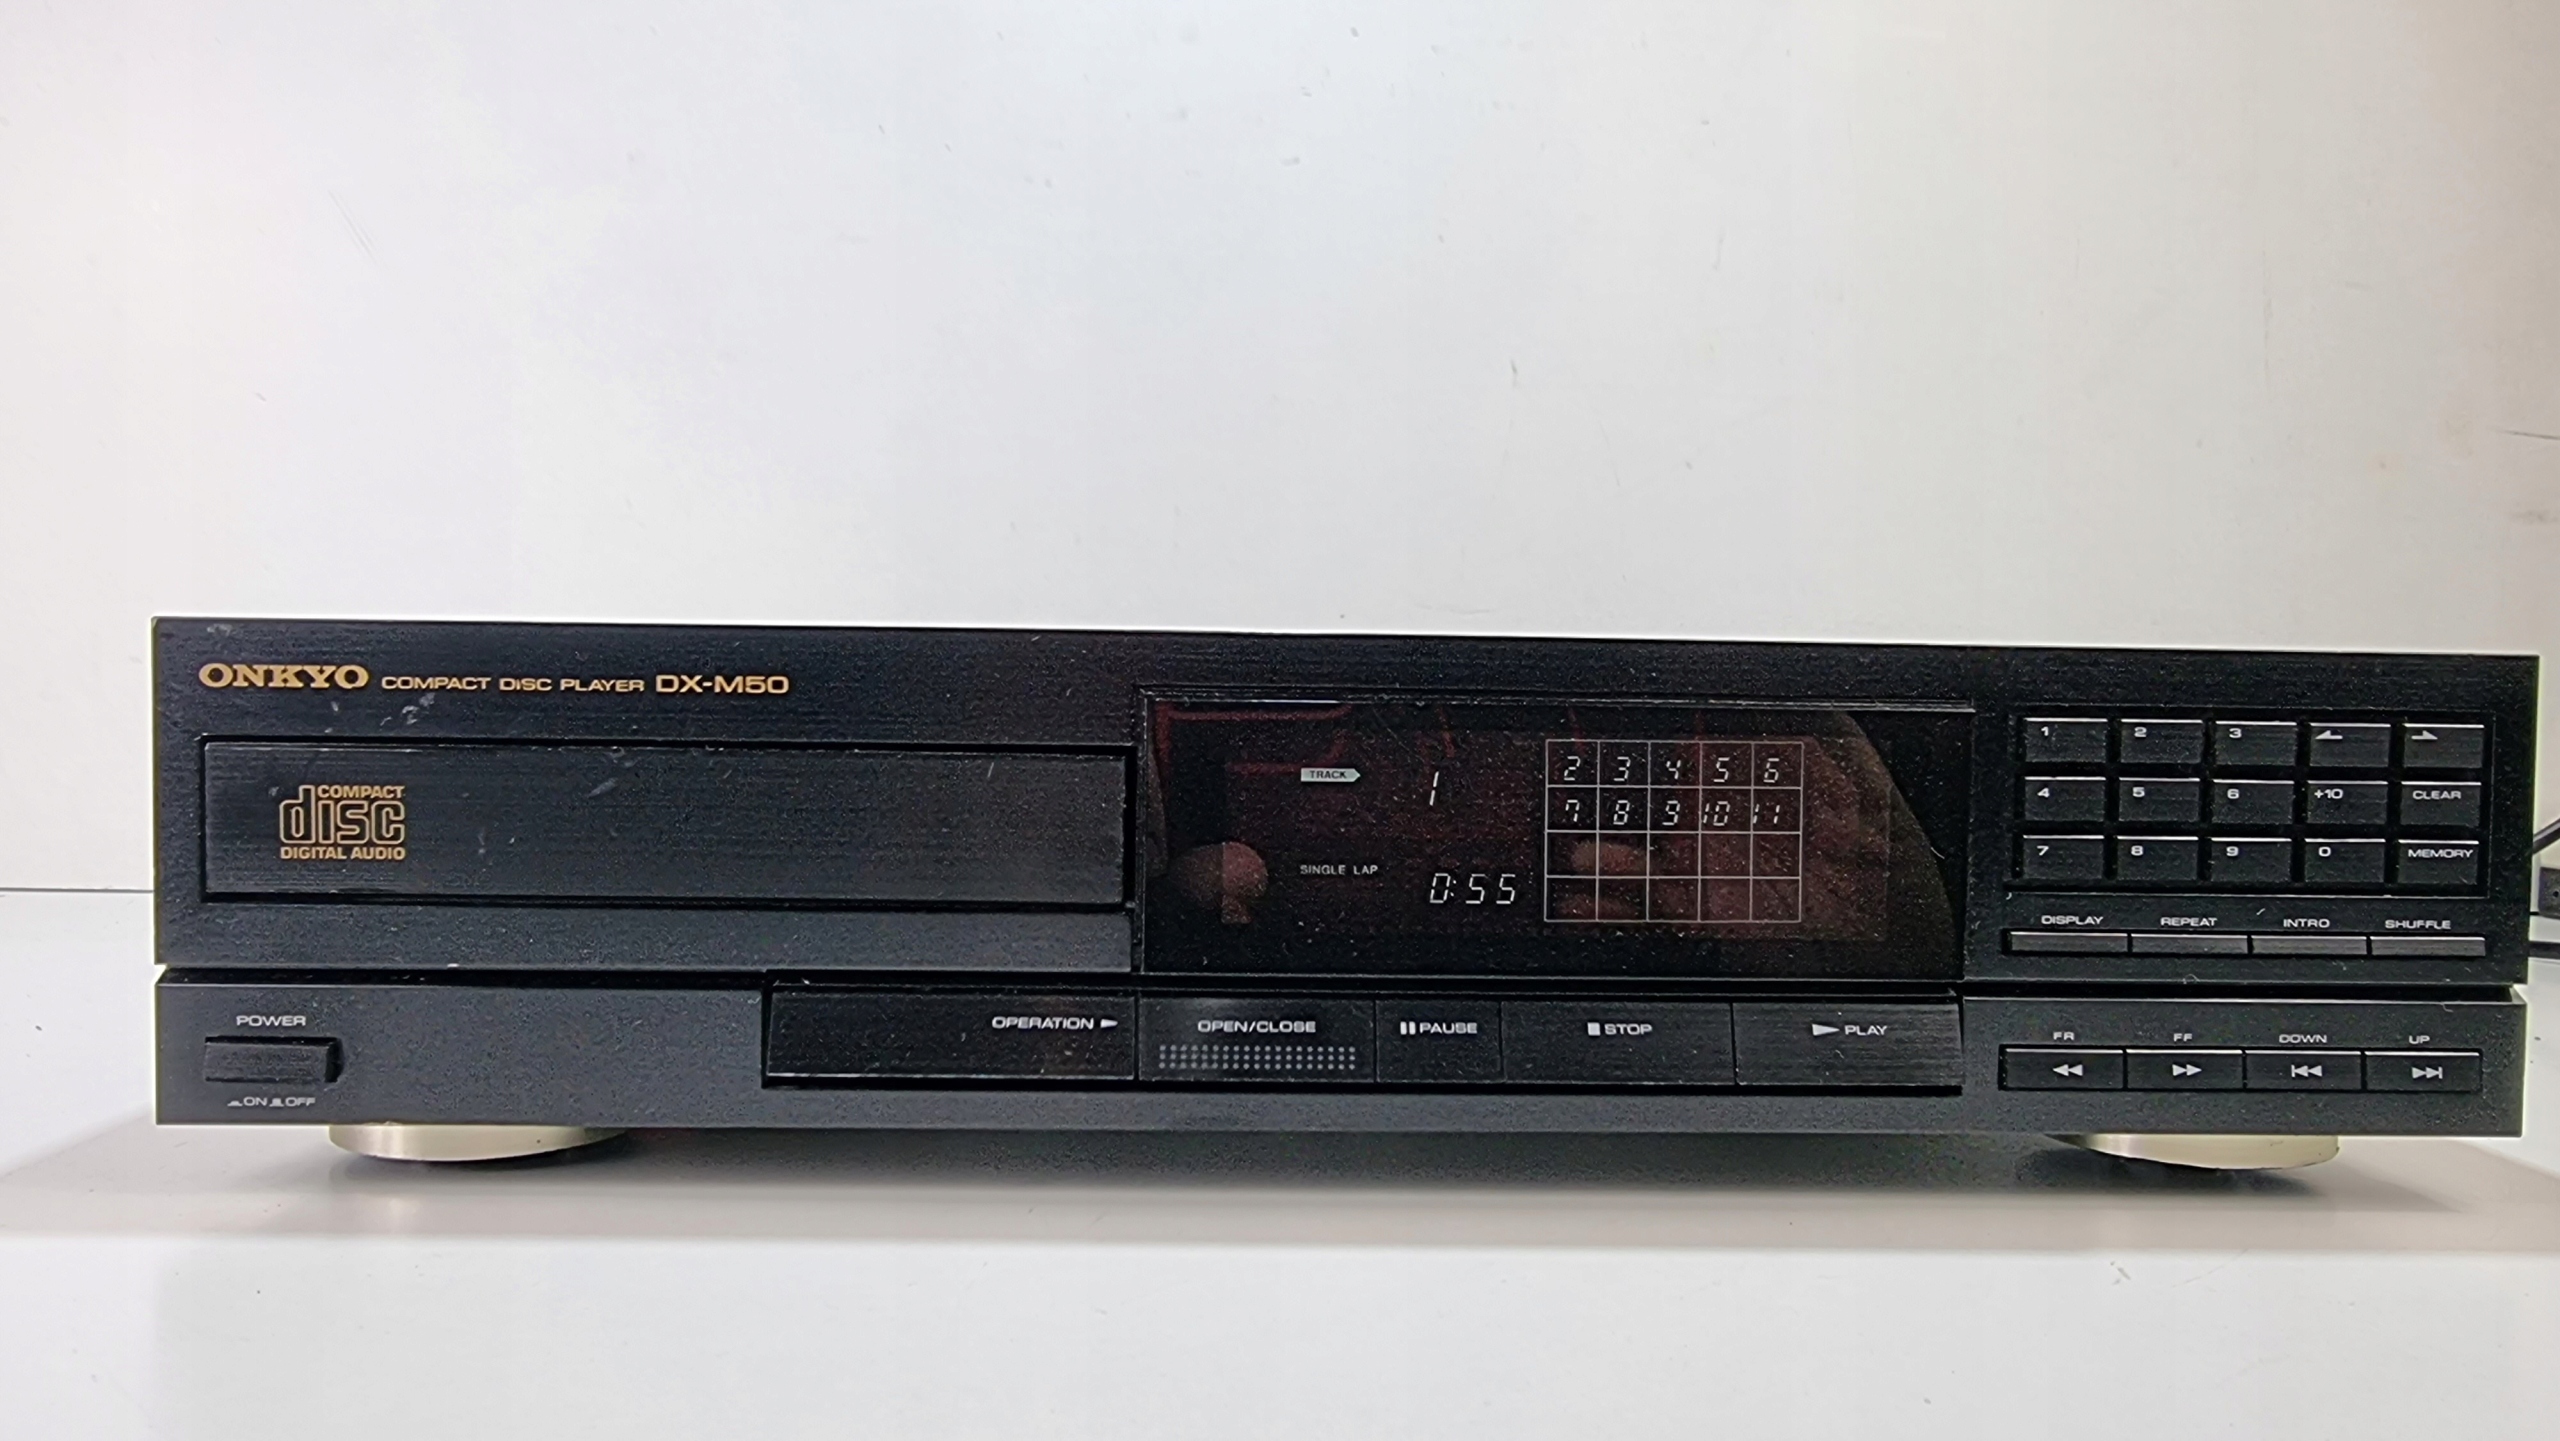 ONKYO COMPACT DISC PLAYER DX-M50
COMPACT
disc
DIGITAL AUDIO
TRACK 1
SINGLE LAP 0:55
2 3 4 5 6
7 8 9 10 11
1 2 3
4 5 6 +10 CLEAR
7 8 9 0 MEMORY
DISPLAY REPEAT INTRO SHUFFLE
POWER
ON OFF
OPERATION OPEN/CLOSE PAUSE STOP PLAY
FR FF DOWN UP